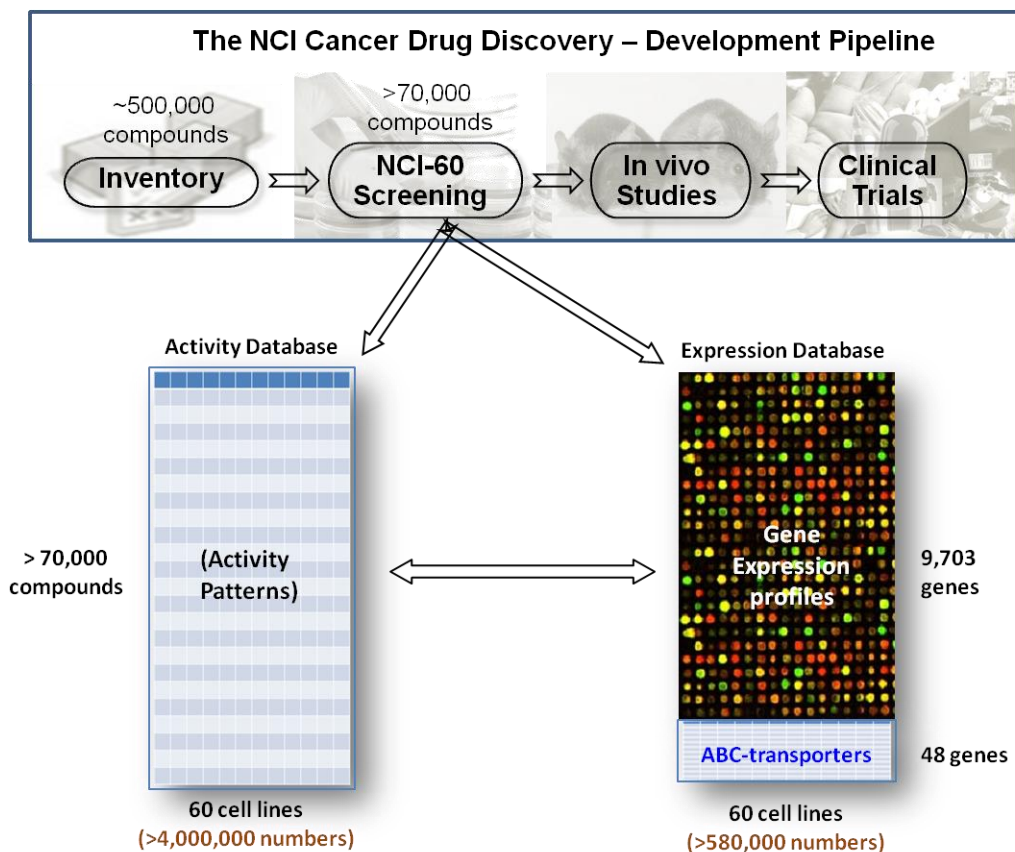 The NCI Cancer Drug Discovery – Development Pipeline
~500,000
compounds
Inventory
>70,000
compounds
NCI-60
Screening
In vivo
Studies
Clinical
Trials
Activity Database
Expression Database
> 70,000
compounds
(Activity
Patterns)
Gene
Expression
profiles
9,703
genes
ABC-transporters
48 genes
60 cell lines
(>4,000,000 numbers)
60 cell lines
(>580,000 numbers)